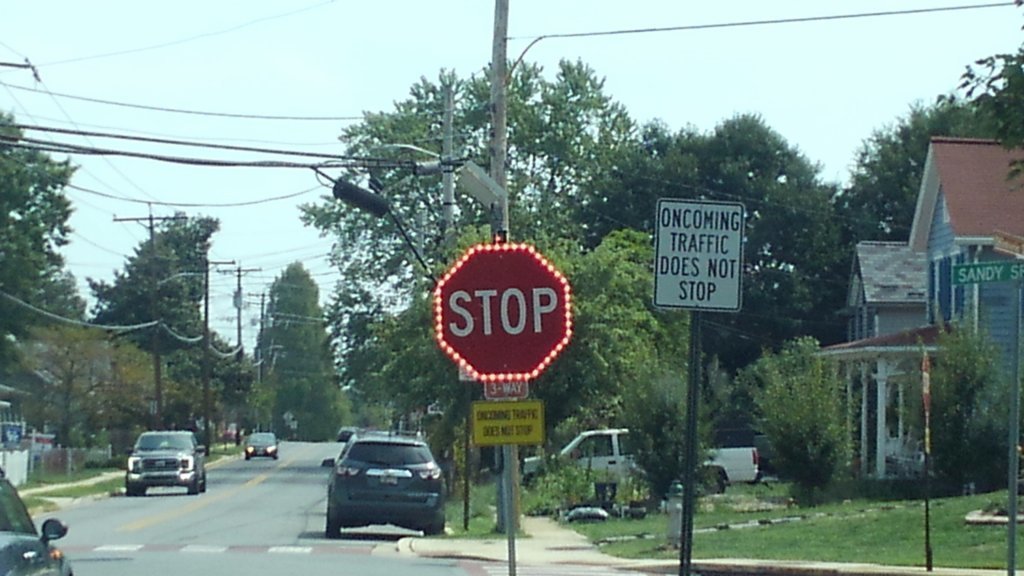 STOP
3-WAY
ONCOMING TRAFFIC
DOES NOT STOP
ONCOMING
TRAFFIC
DOES NOT
STOP
SANDY